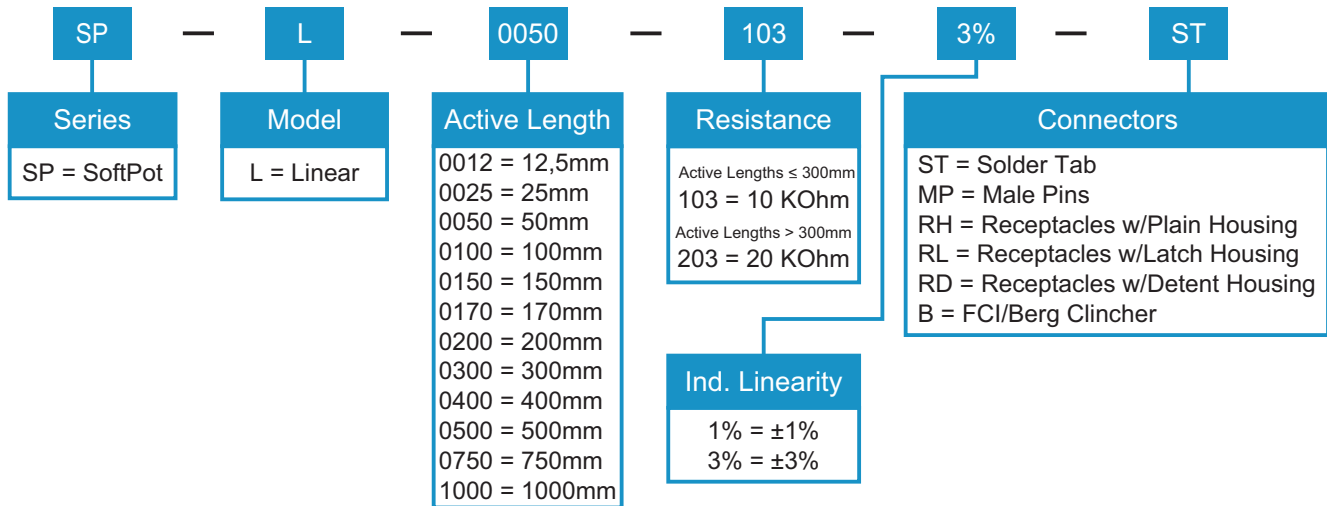 SP — L — 0050 — 103 — 3% — ST
Series
SP = SoftPot
Model
L = Linear
Active Length
0012 = 12,5mm
0025 = 25mm
0050 = 50mm
0100 = 100mm
0150 = 150mm
0170 = 170mm
0200 = 200mm
0300 = 300mm
0400 = 400mm
0500 = 500mm
0750 = 750mm
1000 = 1000mm
Resistance
Active Lengths ≤ 300mm
103 = 10 KOhm
Active Lengths > 300mm
203 = 20 KOhm
Ind. Linearity
1% = ±1%
3% = ±3%
Connectors
ST = Solder Tab
MP = Male Pins
RH = Receptacles w/Plain Housing
RL = Receptacles w/Latch Housing
RD = Receptacles w/Detent Housing
B = FCI/Berg Clincher